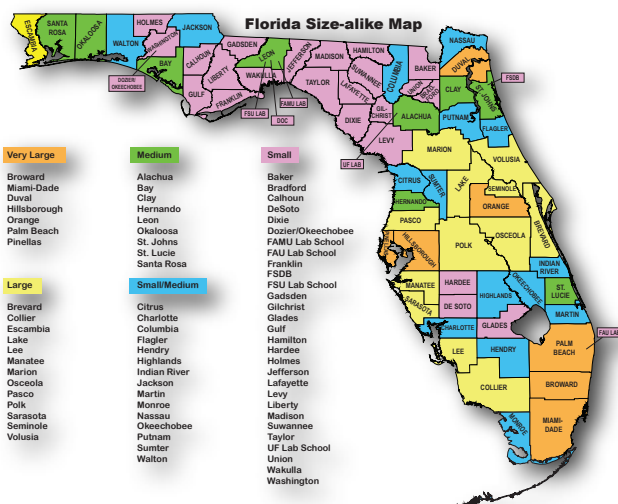 Florida Size-alike Map
ESCAMBIA
SANTA
ROSA
OKALOOSA
WALTON
HOLMES
WASHINGTON
JACKSON
BAY
CALHOUN
GULF
GADSDEN
LIBERTY
FRANKLIN
LEON
WAKULLA
JEFFERSON
MADISON
TAYLOR
HAMILTON
SUWANNEE
LAFAYETTE
DIXIE
COLUMBIA
GIL-
CHRIST
LEVY
BAKER
UNION
BRAD
FORD
ALACHUA
NASSAU
DUVAL
CLAY
ST. JOHNS
PUTNAM
FLAGLER
MARION
VOLUSIA
CITRUS
SUMTER
LAKE
SEMINOLE
ORANGE
HERNANDO
PASCO
HILLSBOROUGH
POLK
OSCEOLA
BREVARD
INDIAN
RIVER
OKEECHOBEE
ST.
LUCIE
MANATEE
HARDEE
HIGHLANDS
SARASOTA
DE SOTO
MARTIN
CHARLOTTE
GLADES
LEE
HENDRY
PALM
BEACH
COLLIER
BROWARD
MONROE
MIAMI-
DADE
DOZIER/
OKEECHOBEE
FSU LAB
DOC
FAMU LAB
UF LAB
FSDB
FAU LAB
Very Large
Broward
Miami-Dade
Duval
Hillsborough
Orange
Palm Beach
Pinellas
Large
Brevard
Collier
Escambia
Lake
Lee
Manatee
Marion
Osceola
Pasco
Polk
Sarasota
Seminole
Volusia
Medium
Alachua
Bay
Clay
Hernando
Leon
Okaloosa
St. Johns
St. Lucie
Santa Rosa
Small/Medium
Citrus
Charlotte
Columbia
Flagler
Hendry
Highlands
Indian River
Jackson
Martin
Monroe
Nassau
Okeechobee
Putnam
Sumter
Walton
Small
Baker
Bradford
Calhoun
DeSoto
Dixie
Dozier/Okeechobee
FAMU Lab School
FAU Lab School
Franklin
FSDB
FSU Lab School
Gadsden
Gilchrist
Glades
Gulf
Hamilton
Hardee
Holmes
Jefferson
Lafayette
Levy
Liberty
Madison
Suwannee
Taylor
UF Lab School
Union
Wakulla
Washington